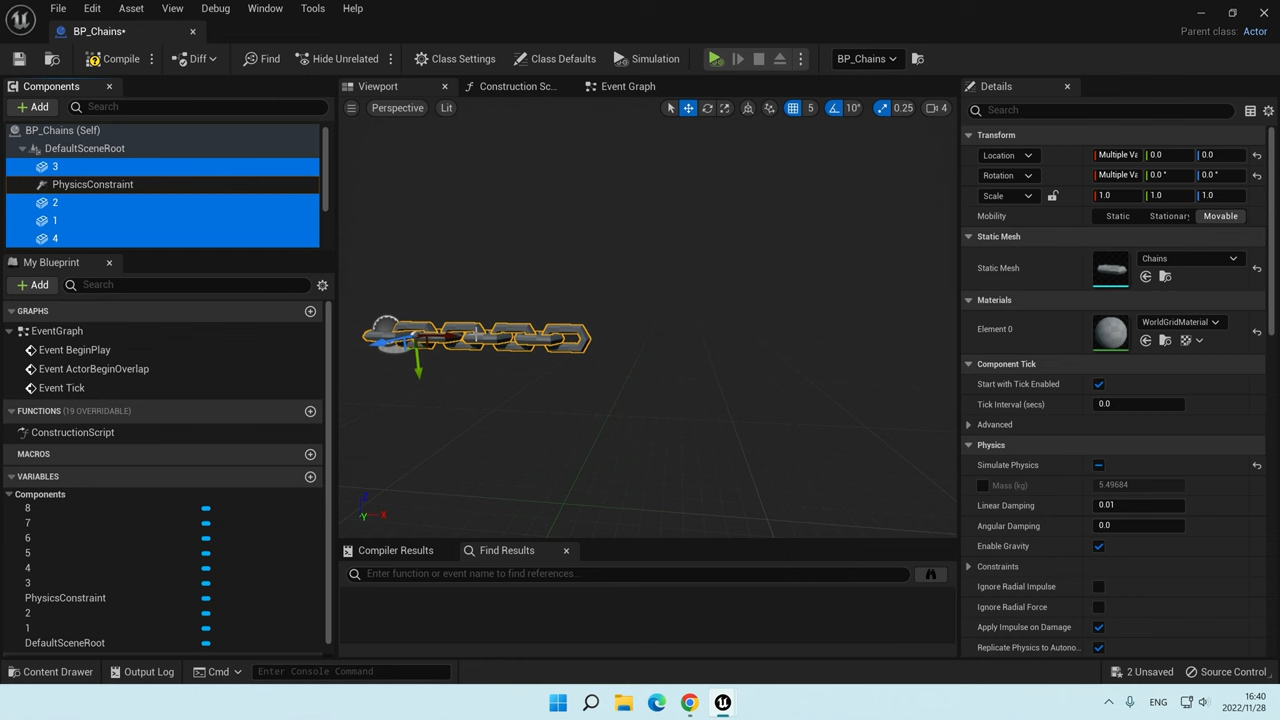 File Edit Asset View Debug Window Tools Help
BP_Chains*
Parent class: Actor
Compile Diff Find Hide Unrelated Class Settings Class Defaults Simulation BP_Chains
Components
Viewport Construction Sc... Event Graph
Details
Add Search
Perspective Lit
5 10° 0.25 4
Search
BP_Chains (Self)
DefaultSceneRoot
3
PhysicsConstraint
2
1
4
My Blueprint
Add Search
GRAPHS
EventGraph
Event BeginPlay
Event ActorBeginOverlap
Event Tick
FUNCTIONS (19 OVERRIDABLE)
ConstructionScript
MACROS
VARIABLES
Components
8
7
6
5
4
3
PhysicsConstraint
2
1
DefaultSceneRoot
Z
Y X
Compiler Results Find Results
Enter function or event name to find references...
Transform
Location Multiple Va 0.0 0.0
Rotation Multiple Va 0.0 ° 0.0 °
Scale 1.0 1.0 1.0
Mobility Static Stationary Movable
Static Mesh
Static Mesh Chains
Materials
Element 0 WorldGridMaterial
Component Tick
Start with Tick Enabled
Tick Interval (secs) 0.0
Advanced
Physics
Simulate Physics
Mass (kg) 5.49684
Linear Damping 0.01
Angular Damping 0.0
Enable Gravity
Constraints
Ignore Radial Impulse
Ignore Radial Force
Apply Impulse on Damage
Replicate Physics to Autono...
Content Drawer Output Log Cmd Enter Console Command
2 Unsaved Source Control
ENG
16:40
2022/11/28